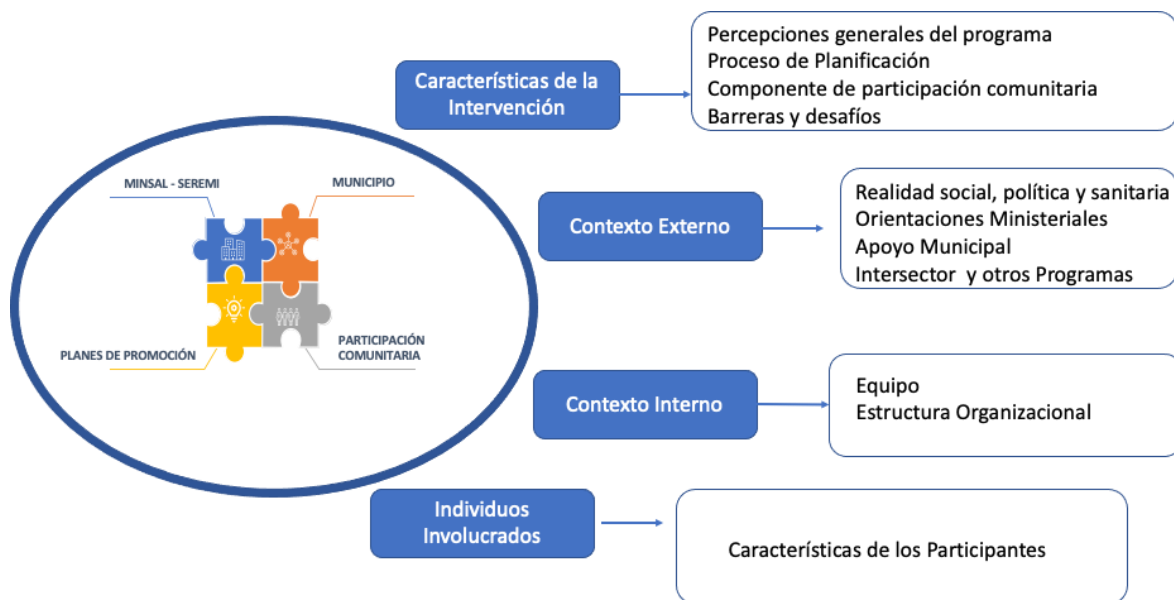 Características de la
Intervención
Percepciones generales del programa
Proceso de Planificación
Componente de participación comunitaria
Barreras y desafíos
MINSAL - SEREMI
MUNICIPIO
PLANES DE PROMOCIÓN
PARTICIPACIÓN
COMUNITARIA
Contexto Externo
Realidad social, política y sanitaria
Orientaciones Ministeriales
Apoyo Municipal
Intersector y otros Programas
Contexto Interno
Equipo
Estructura Organizacional
Individuos
Involucrados
Características de los Participantes